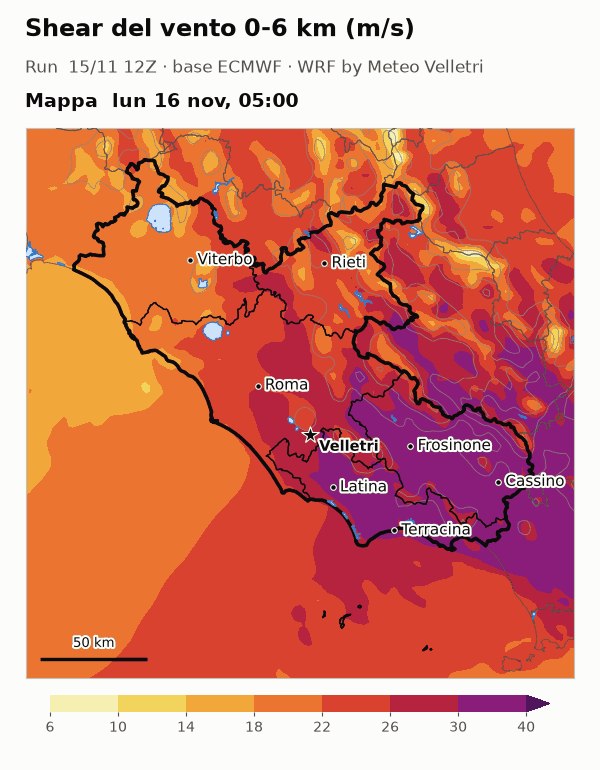 Shear del vento 0-6 km (m/s)
Run  15/11 12Z · base ECMWF · WRF by Meteo Velletri
Mappa  lun 16 nov, 05:00
Viterbo
Rieti
Roma
Velletri
Frosinone
Cassino
Latina
Terracina
50 km
6 10 14 18 22 26 30 40